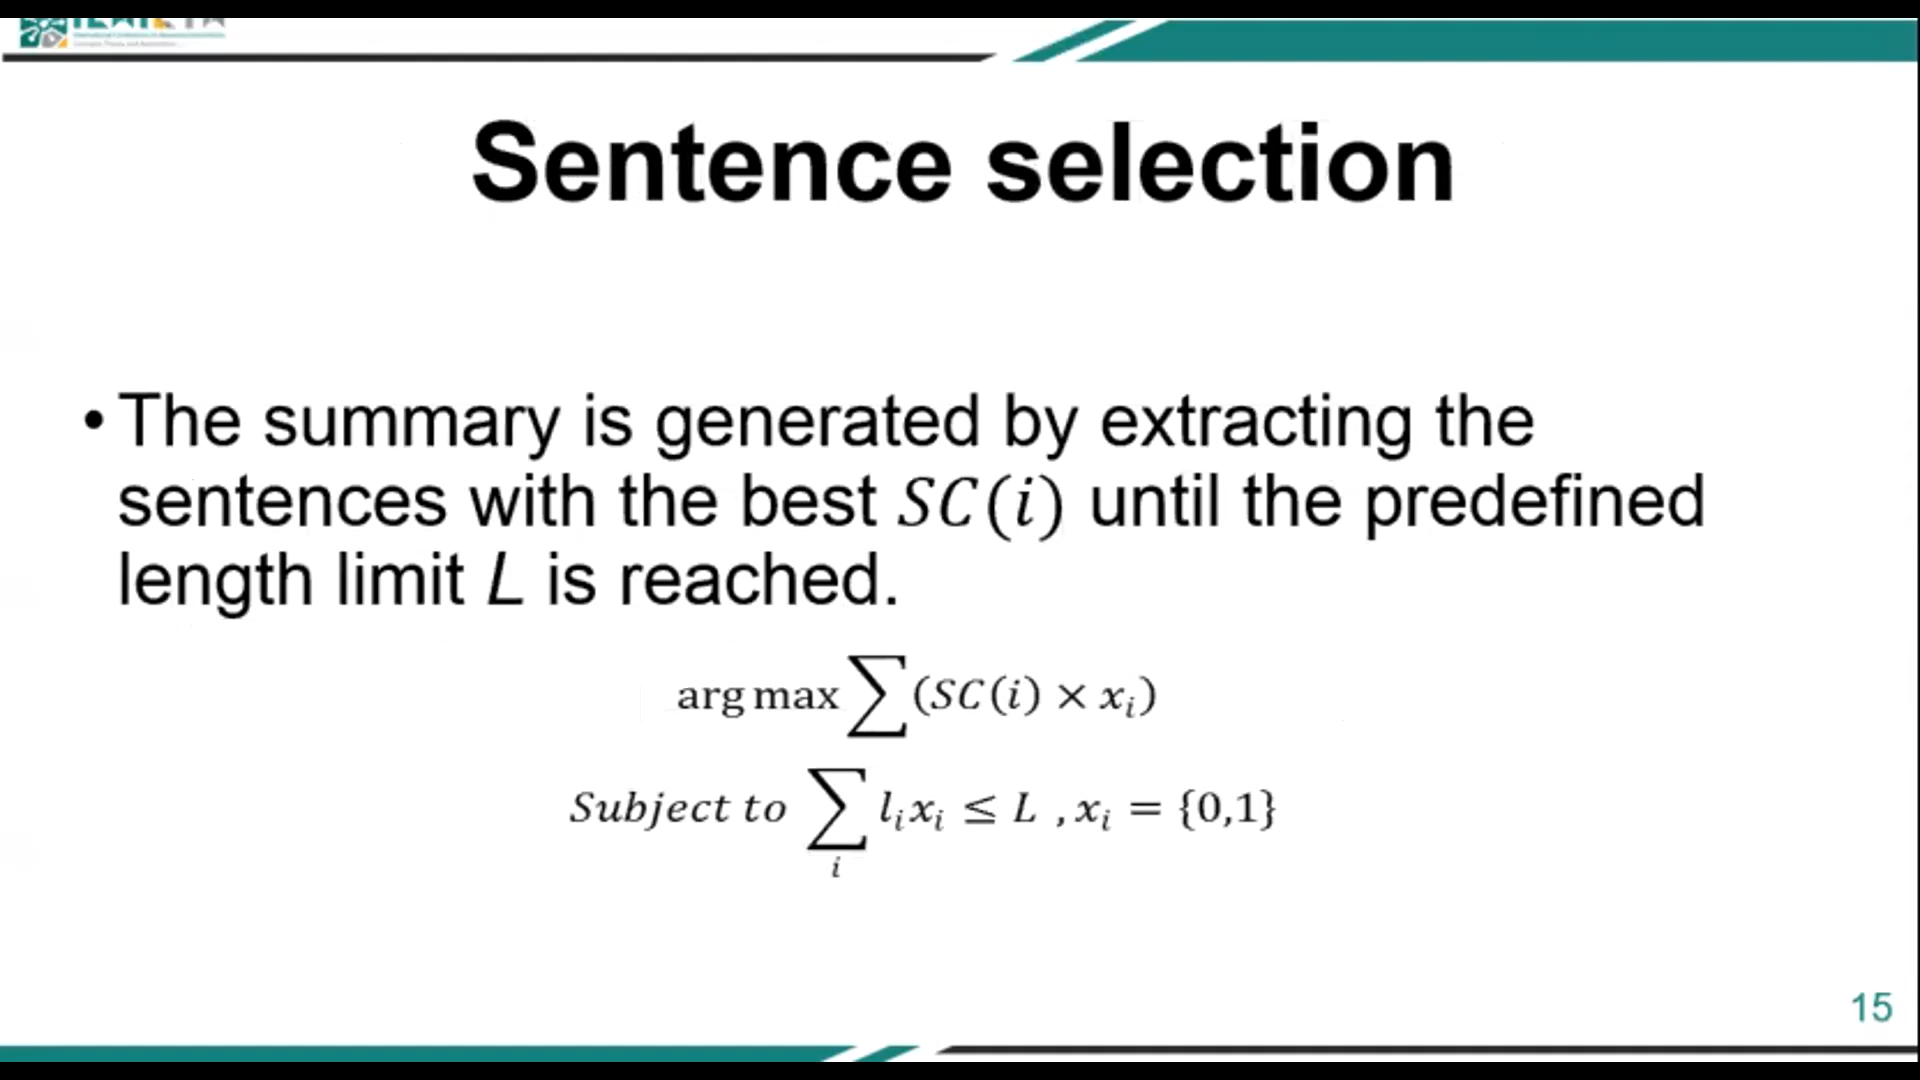 Sentence selection
• The summary is generated by extracting the
sentences with the best SC(i) until the predefined
length limit L is reached.
arg max ∑(SC(i) × xᵢ)
Subject to ∑ᵢ lᵢxᵢ ≤ L , xᵢ = {0,1}
15